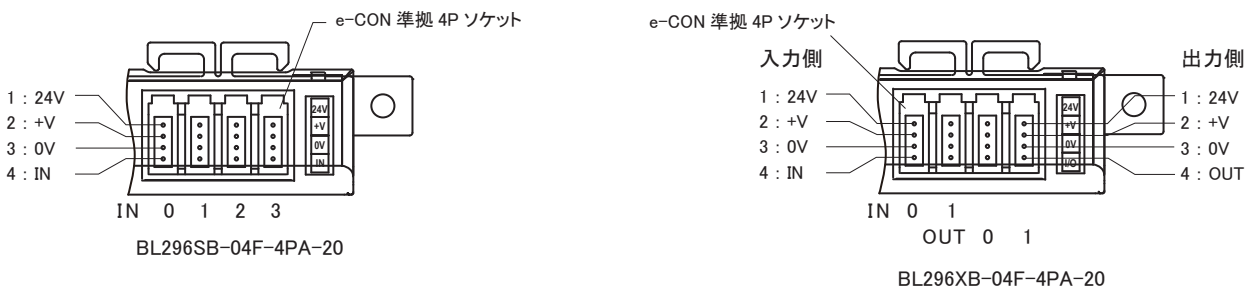 e-CON 準拠 4P ソケット
1 : 24V
2 : +V
3 : 0V
4 : IN
24V
+V
0V
IN
IN 0 1 2 3
BL296SB-04F-4PA-20
e-CON 準拠 4P ソケット
入力側
出力側
1 : 24V
2 : +V
3 : 0V
4 : IN
24V
+V
0V
I/O
1 : 24V
2 : +V
3 : 0V
4 : OUT
IN 0 1
OUT 0 1
BL296XB-04F-4PA-20